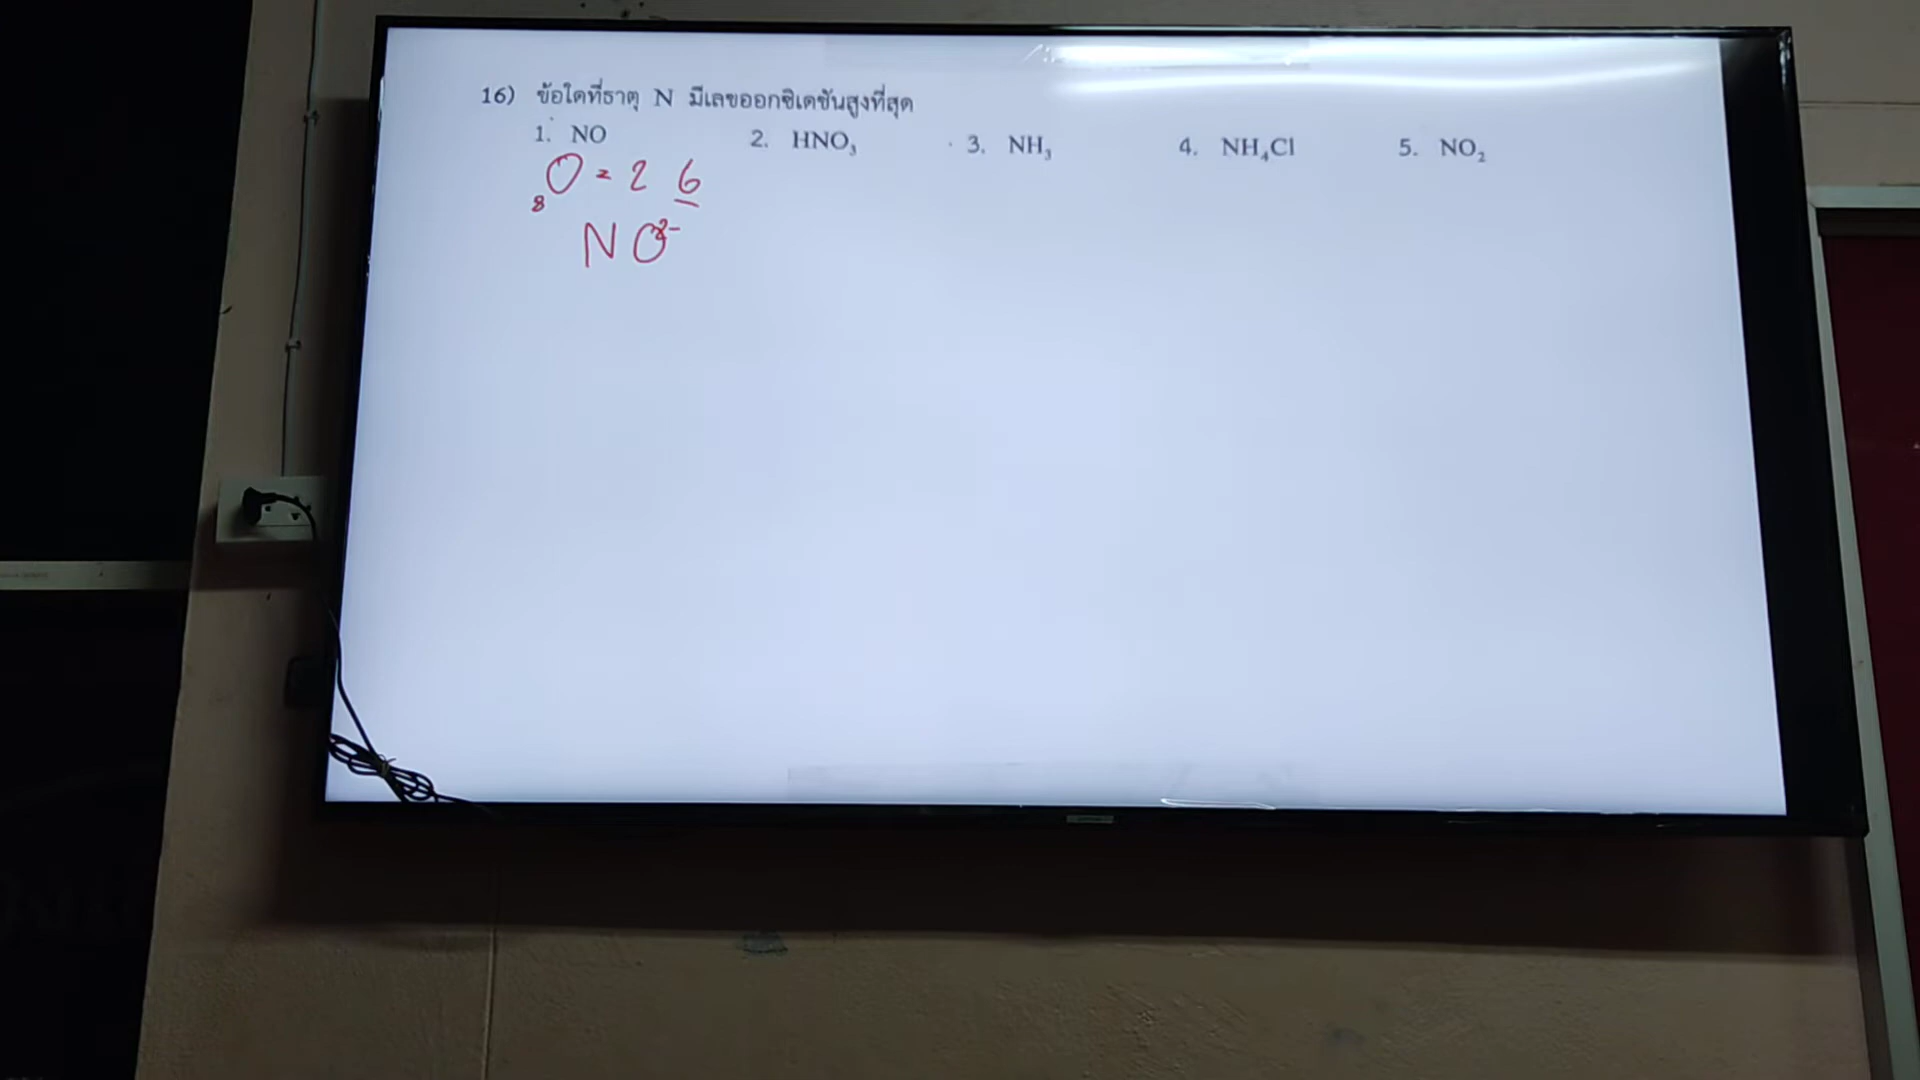 16) ข้อใดที่ธาตุ N มีเลขออกซิเดชันสูงที่สุด
1. NO 2. HNO₃ 3. NH₃ 4. NH₄Cl 5. NO₂
₈O = 2 6
NO²⁻